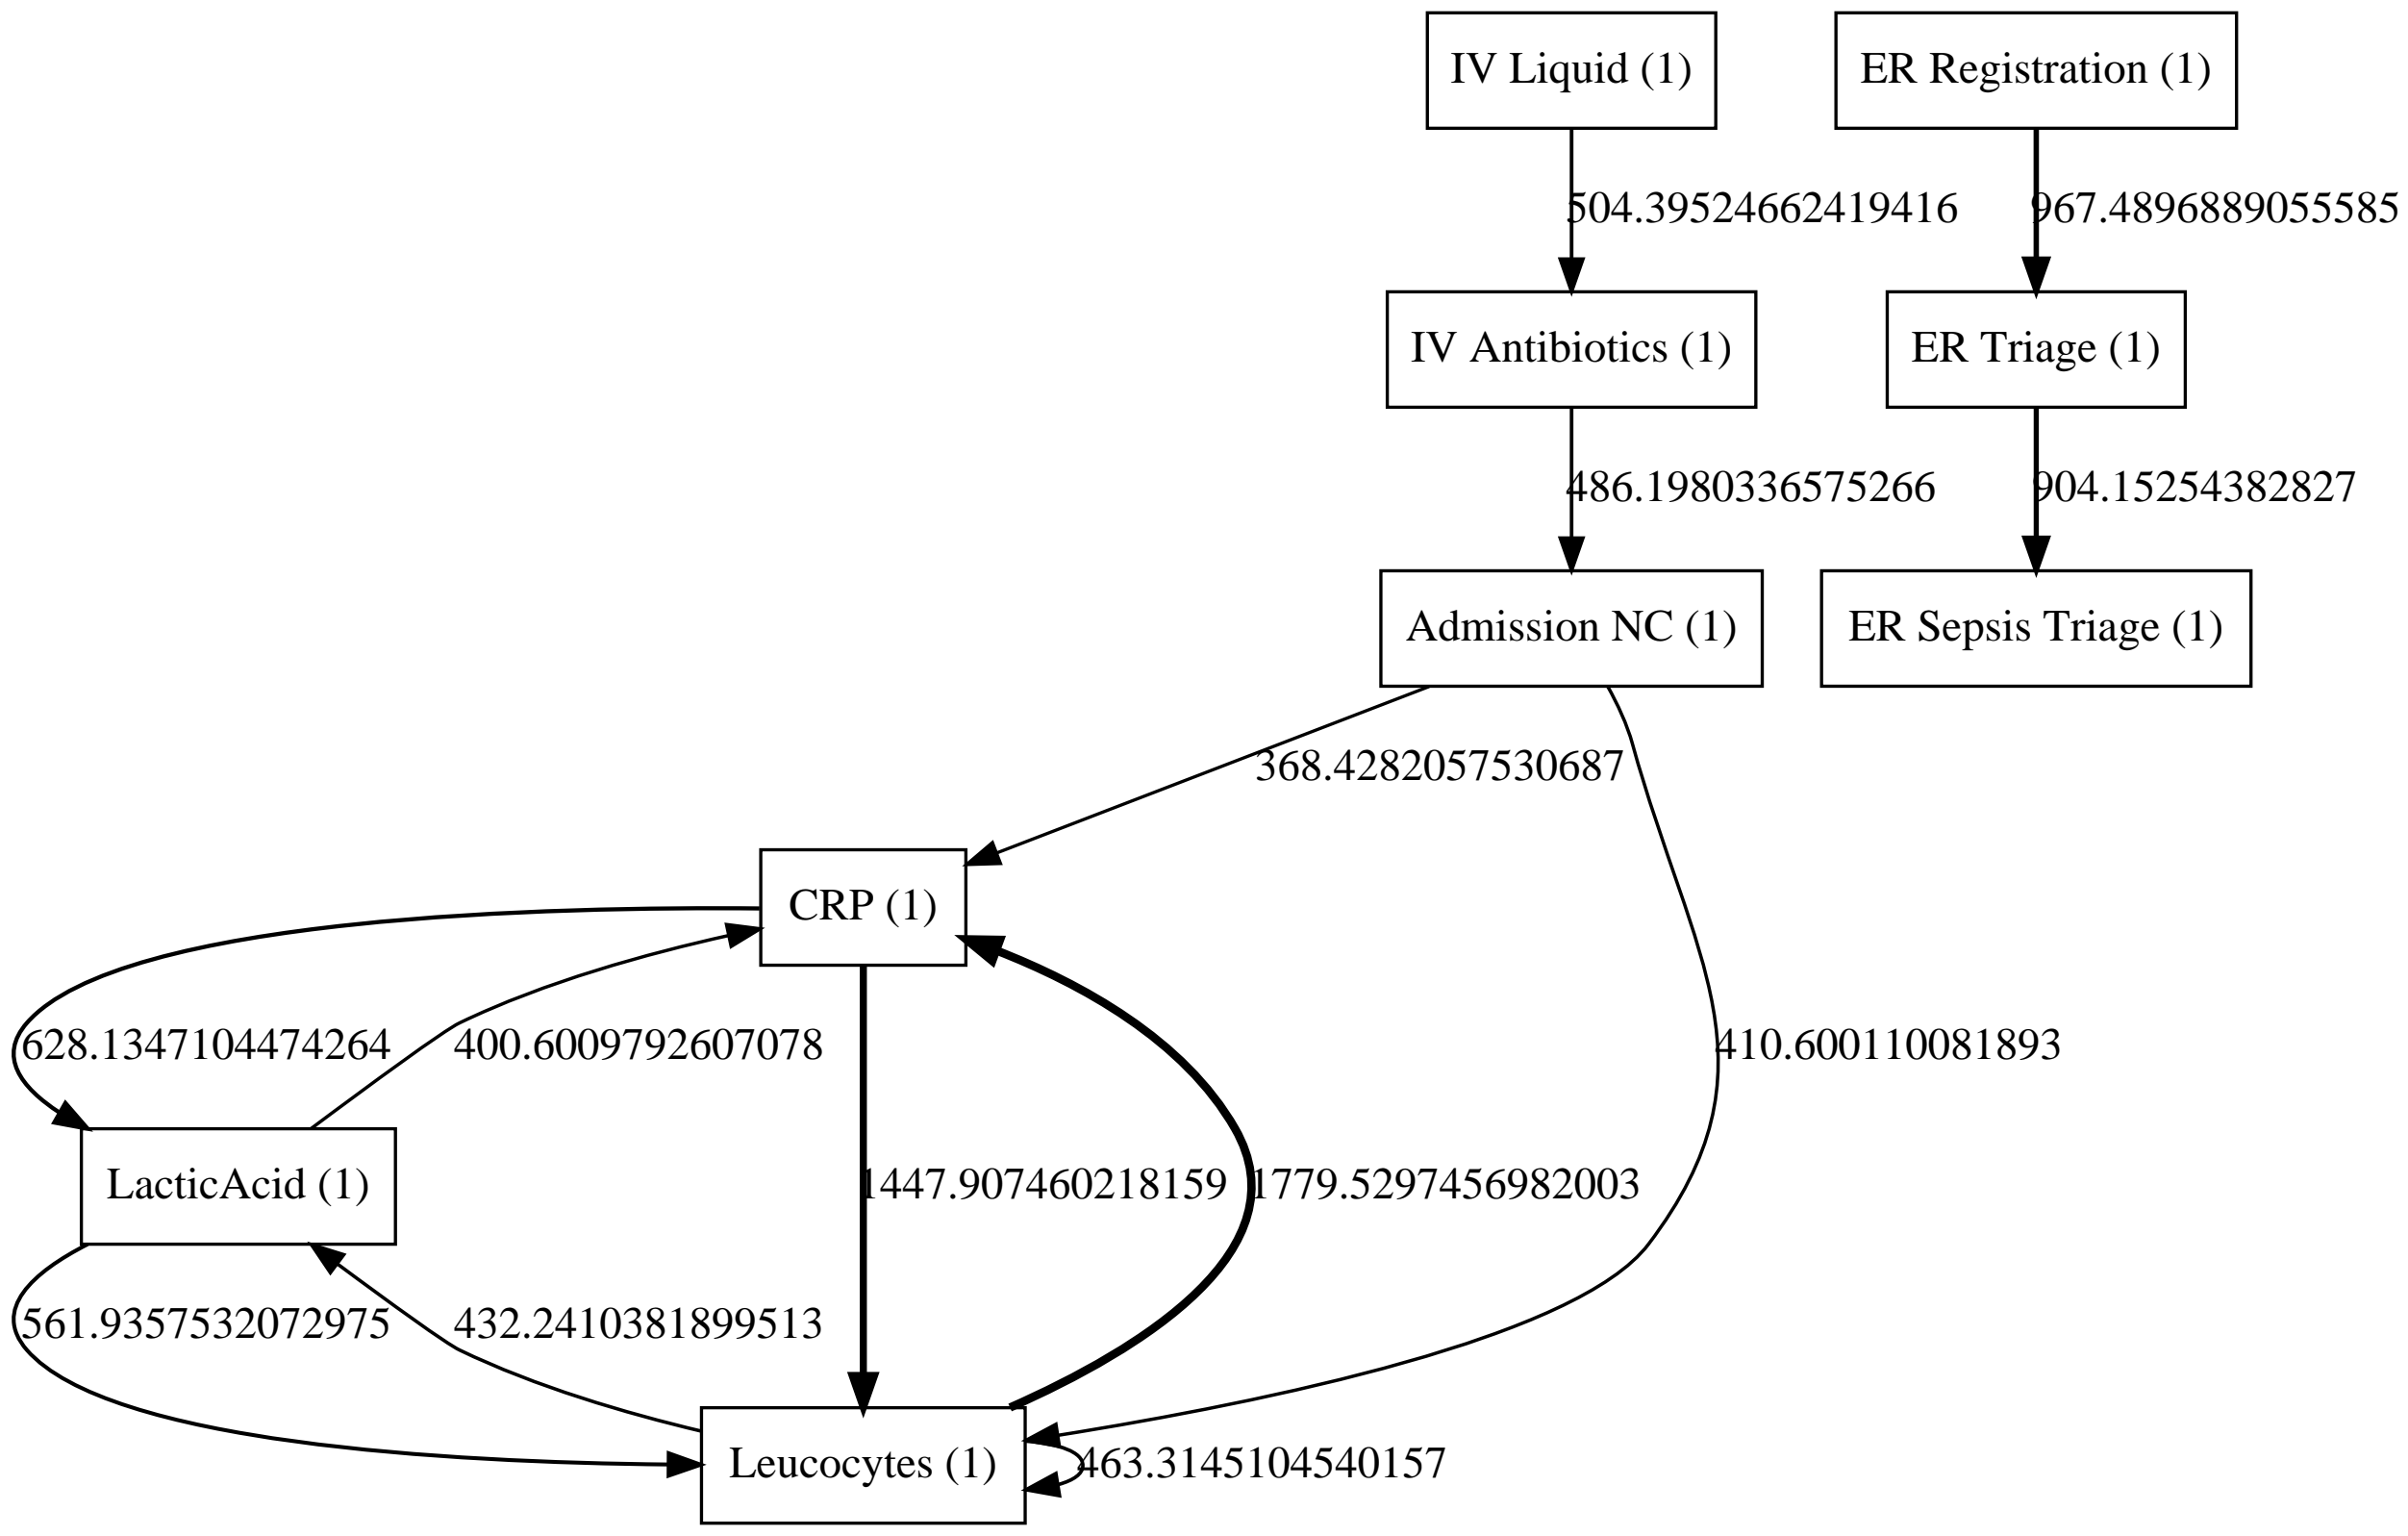 IV Liquid (1)
ER Registration (1)
504.39524662419416
967.4896889055585
IV Antibiotics (1)
ER Triage (1)
486.1980336575266
904.15254382827
Admission NC (1)
ER Sepsis Triage (1)
368.4282057530687
CRP (1)
628.1347104474264
400.6009792607078
410.600110081893
LacticAcid (1)
1447.907460218159
1779.5297456982003
561.9357532072975
432.2410381899513
Leucocytes (1)
463.3145104540157